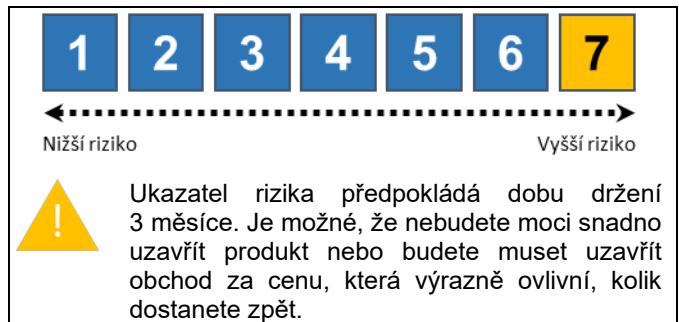 1 2 3 4 5 6 7
Nižší riziko Vyšší riziko
!
Ukazatel rizika předpokládá dobu držení
3 měsíce. Je možné, že nebudete moci snadno
uzavřít produkt nebo budete muset uzavřít
obchod za cenu, která výrazně ovlivní, kolik
dostanete zpět.